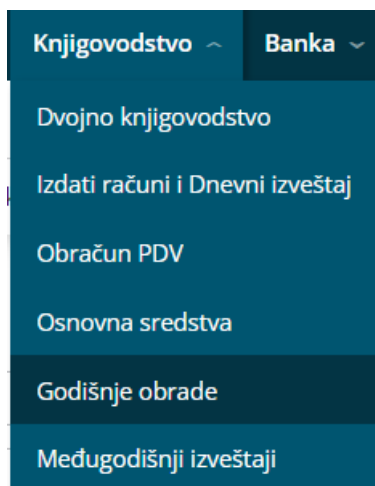 Knjigovodstvo Banka
Dvojno knjigovodstvo
Izdati računi i Dnevni izveštaj
Obračun PDV
Osnovna sredstva
Godišnje obrade
Međugodišnji izveštaji